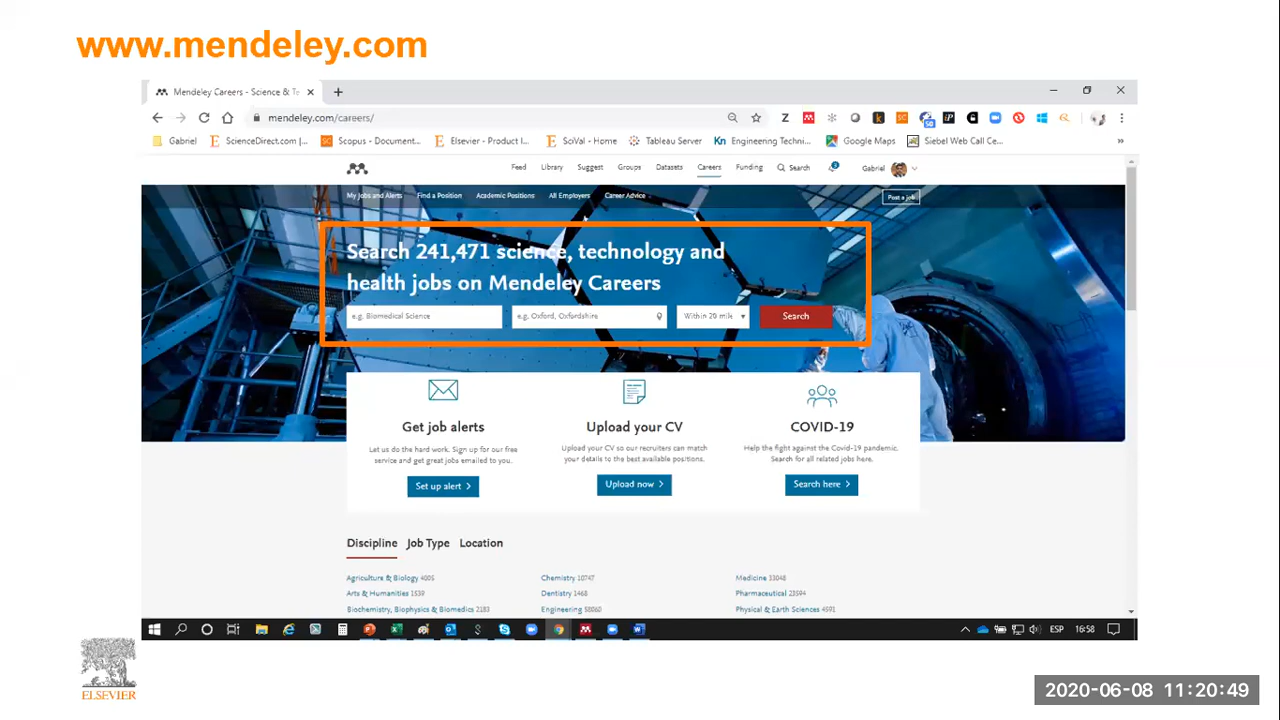 www.mendeley.com
Mendeley Careers - Science & Te
mendeley.com/careers/
Gabriel
ScienceDirect.com |...
Scopus - Document...
Elsevier - Product I...
SciVal - Home
Tableau Server
Kn Engineering Techni...
Google Maps
Siebel Web Call Ce...
Feed Library Suggest Groups Datasets Careers Funding Search Gabriel
My Jobs and Alerts Find a Position Academic Positions All Employers Career Advice Post a job
Search 241,471 science, technology and
health jobs on Mendeley Careers
e.g. Biomedical Science e.g. Oxford, Oxfordshire Within 20 mile Search
Get job alerts
Let us do the hard work. Sign up for our free
service and get great jobs emailed to you.
Set up alert
Upload your CV
Upload your CV so our recruiters can match
your details to the best available positions.
Upload now
COVID-19
Help the fight against the Covid-19 pandemic.
Search for all related jobs here.
Search here
Discipline Job Type Location
Agriculture & Biology 4005 Chemistry 10747 Medicine 33048
Arts & Humanities 1539 Dentistry 1468 Pharmaceutical 23594
Biochemistry, Biophysics & Biomedics 2183 Engineering 58060 Physical & Earth Sciences 4591
ESP 16:58
ELSEVIER
2020-06-08 11:20:49